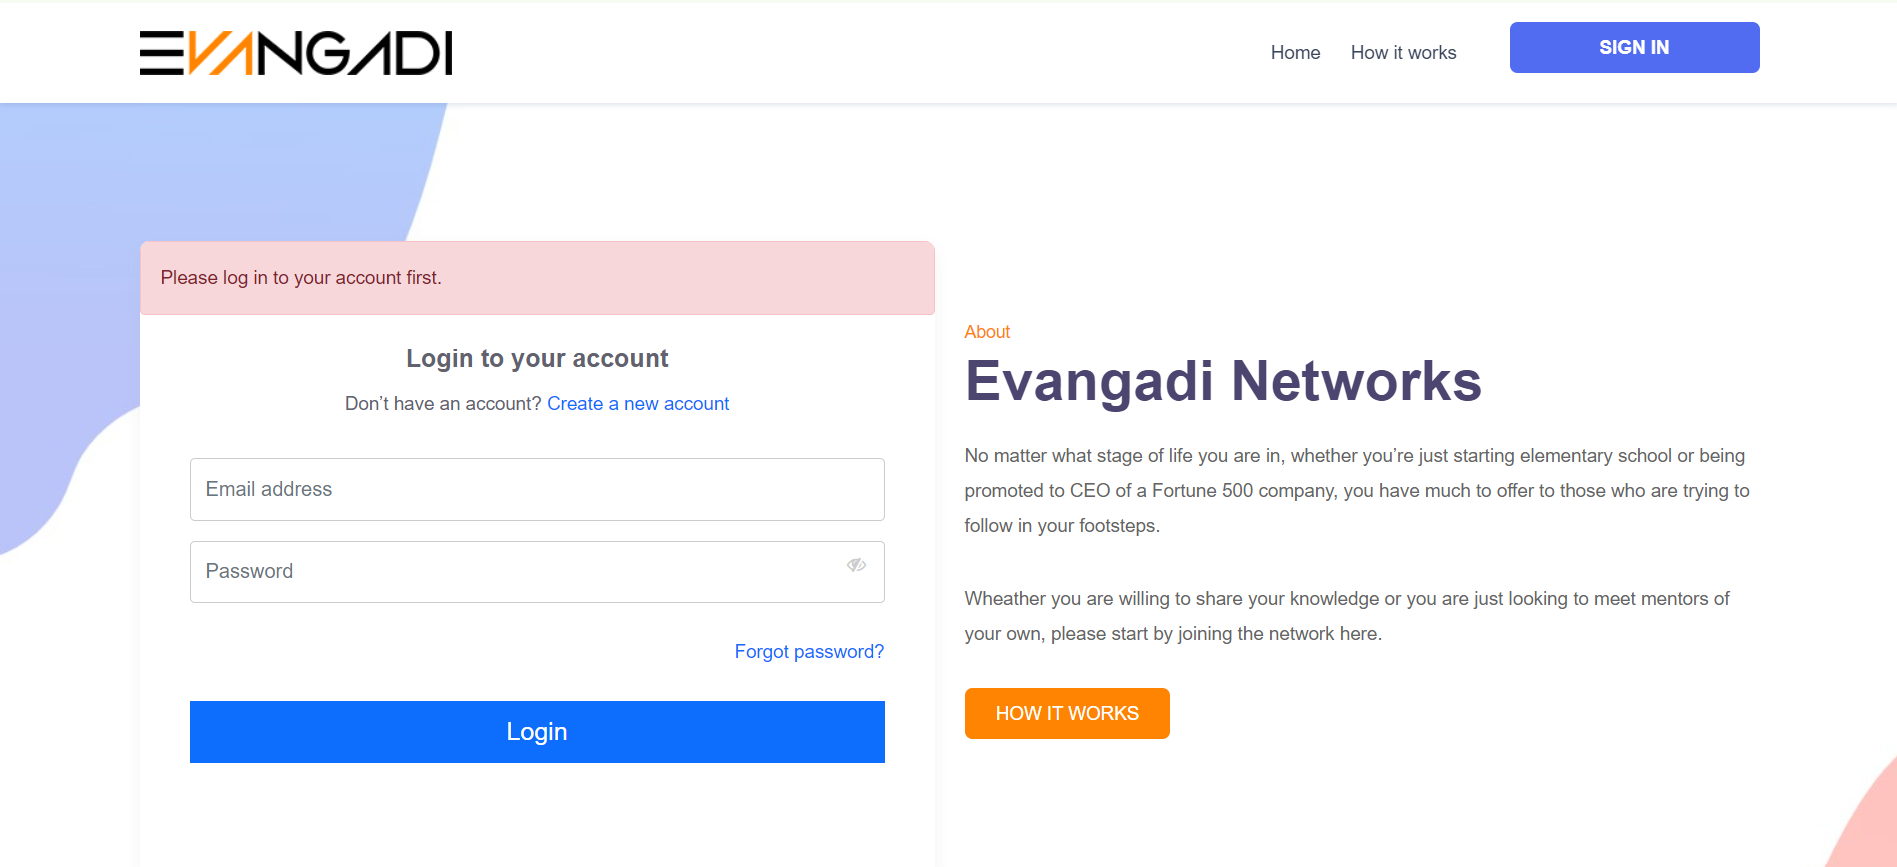 EVANGADI
Home
How it works
SIGN IN
Please log in to your account first.
Login to your account
Don’t have an account? Create a new account
Email address
Password
Forgot password?
Login
About
Evangadi Networks
No matter what stage of life you are in, whether you’re just starting elementary school or being
promoted to CEO of a Fortune 500 company, you have much to offer to those who are trying to
follow in your footsteps.
Wheather you are willing to share your knowledge or you are just looking to meet mentors of
your own, please start by joining the network here.
HOW IT WORKS